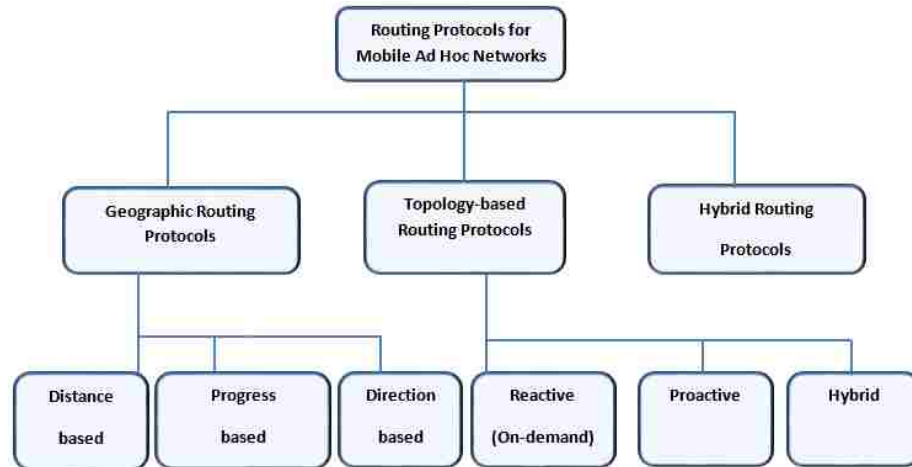 Routing Protocols for
Mobile Ad Hoc Networks
Geographic Routing
Protocols
Topology-based
Routing Protocols
Hybrid Routing
Protocols
Distance
based
Progress
based
Direction
based
Reactive
(On-demand)
Proactive
Hybrid